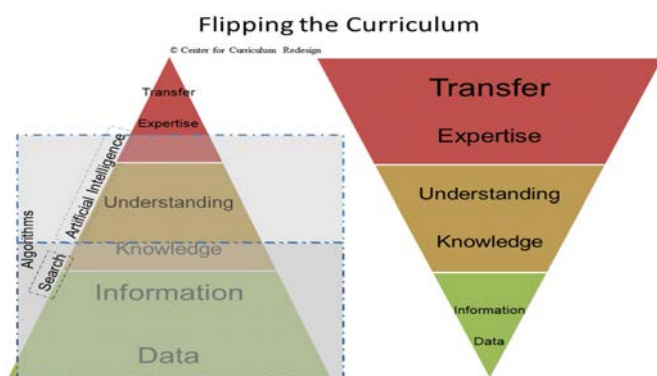 Flipping the Curriculum
© Center for Curriculum Redesign
Transfer
Expertise
Understanding
Knowledge
Information
Data
Algorithms
Artificial Intelligence
Search
Transfer
Expertise
Understanding
Knowledge
Information
Data